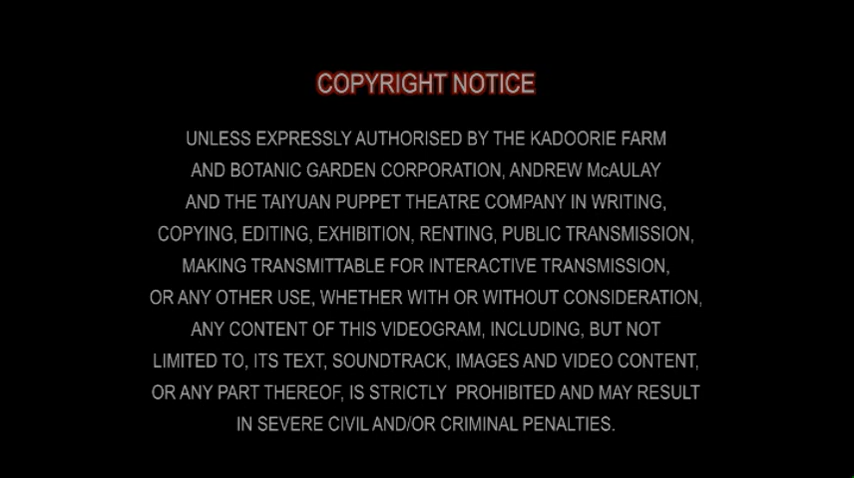 COPYRIGHT NOTICE
UNLESS EXPRESSLY AUTHORISED BY THE KADOORIE FARM
AND BOTANIC GARDEN CORPORATION, ANDREW McAULAY
AND THE TAIYUAN PUPPET THEATRE COMPANY IN WRITING,
COPYING, EDITING, EXHIBITION, RENTING, PUBLIC TRANSMISSION,
MAKING TRANSMITTABLE FOR INTERACTIVE TRANSMISSION,
OR ANY OTHER USE, WHETHER WITH OR WITHOUT CONSIDERATION,
ANY CONTENT OF THIS VIDEOGRAM, INCLUDING, BUT NOT
LIMITED TO, ITS TEXT, SOUNDTRACK, IMAGES AND VIDEO CONTENT,
OR ANY PART THEREOF, IS STRICTLY PROHIBITED AND MAY RESULT
IN SEVERE CIVIL AND/OR CRIMINAL PENALTIES.